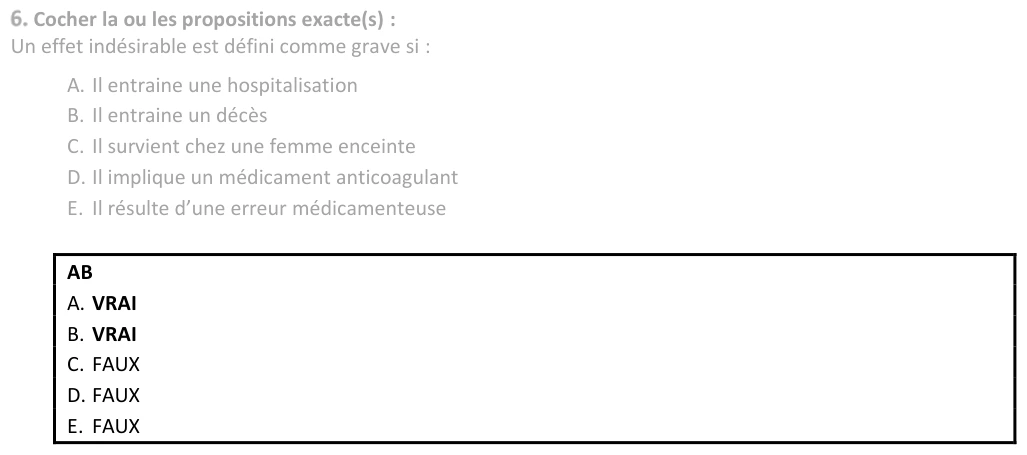 6. Cocher la ou les propositions exacte(s) :
Un effet indésirable est défini comme grave si :
A. Il entraine une hospitalisation
B. Il entraine un décès
C. Il survient chez une femme enceinte
D. Il implique un médicament anticoagulant
E. Il résulte d’une erreur médicamenteuse
AB
A. VRAI
B. VRAI
C. FAUX
D. FAUX
E. FAUX